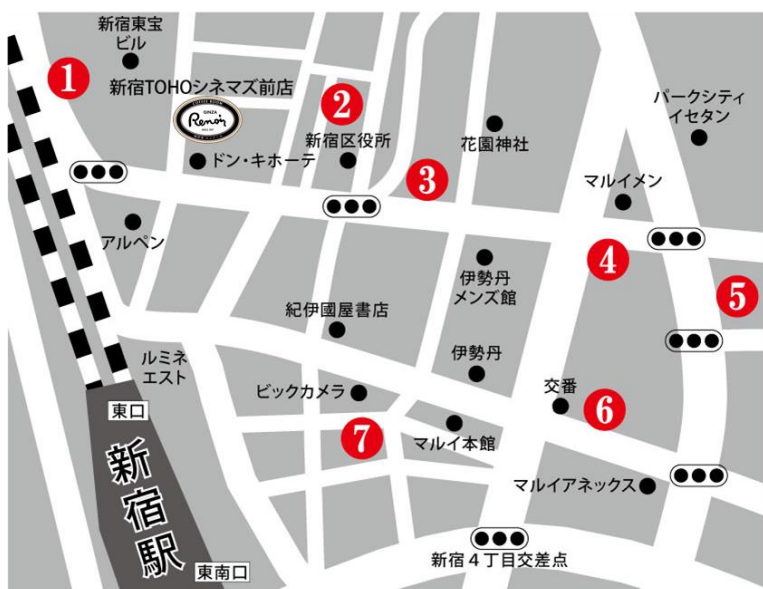 新宿東宝
ビル
1
新宿TOHOシネマズ前店
COFFEE ROOM
GINZA
Renoir
2
新宿区役所
パークシティ
イセタン
花園神社
ドン・キホーテ
3
マルイメン
アルペン
4
伊勢丹
メンズ館
5
紀伊國屋書店
ルミネ
エスト
伊勢丹
ビックカメラ
交番
6
東口
7
マルイ本館
新宿駅
マルイアネックス
新宿４丁目交差点
東南口